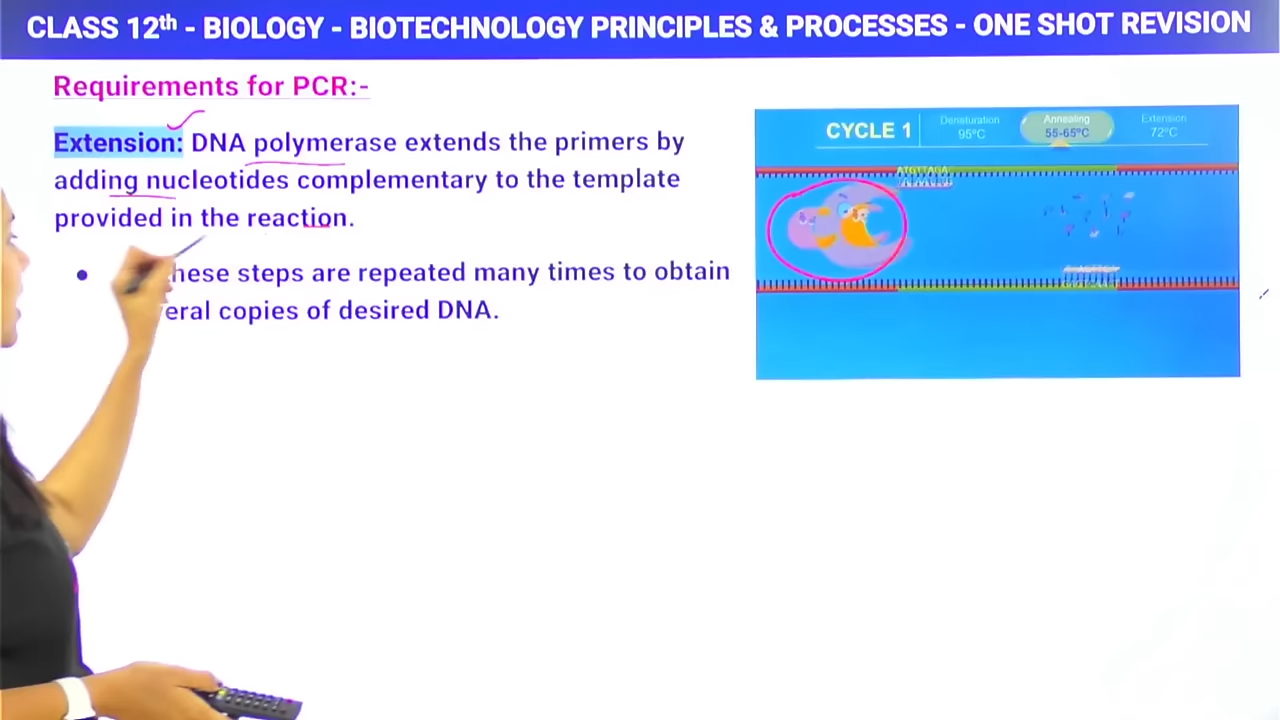 CLASS 12th - BIOLOGY - BIOTECHNOLOGY PRINCIPLES & PROCESSES - ONE SHOT REVISION
Requirements for PCR:-
Extension: DNA polymerase extends the primers by
adding nucleotides complementary to the template
provided in the reaction.
these steps are repeated many times to obtain
eral copies of desired DNA.
CYCLE 1
Denaturation
95°C
Annealing
55-65°C
Extension
72°C
ATGTTAGA